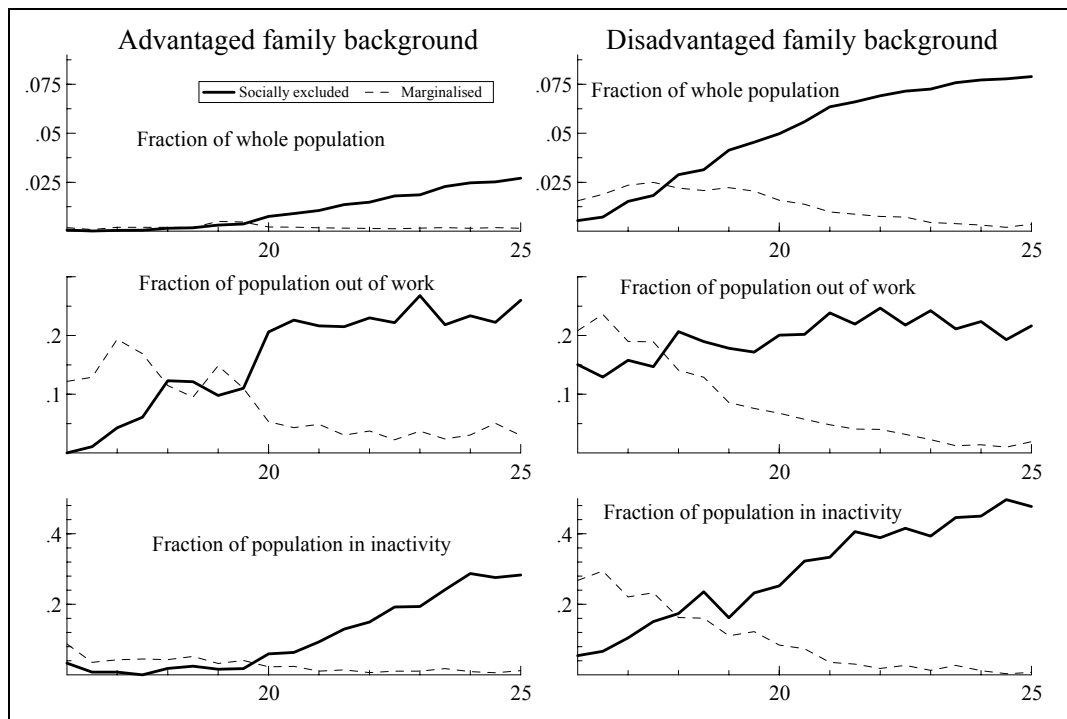 Advantaged family background
Disadvantaged family background
.075
.05
.025
Socially excluded
Marginalised
Fraction of whole population
20
25
.075
.05
.025
Fraction of whole population
20
25
.2
.1
Fraction of population out of work
20
25
.2
.1
Fraction of population out of work
20
25
.4
.2
Fraction of population in inactivity
20
25
.4
.2
Fraction of population in inactivity
20
25